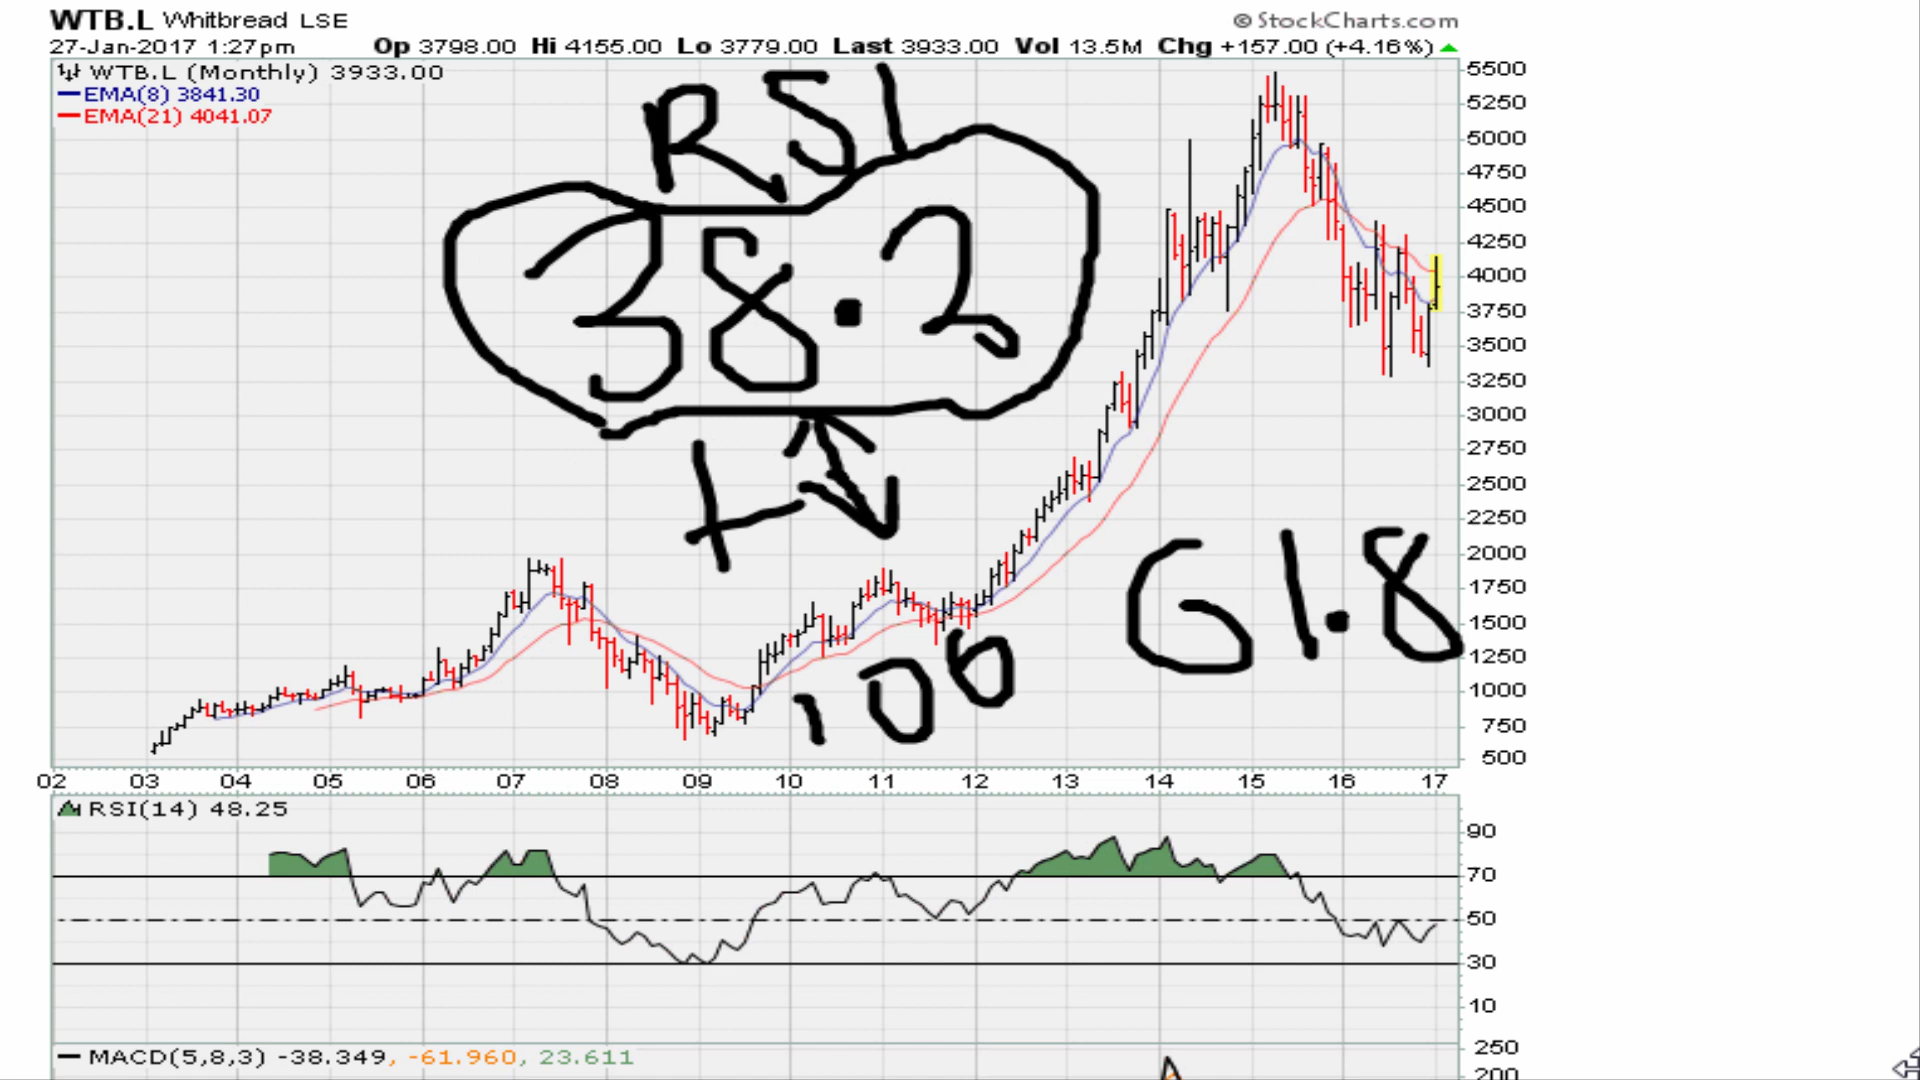 WTB.L Whitbread LSE
© StockCharts.com
27-Jan-2017 1:27pm
Op 3798.00 Hi 4155.00 Lo 3779.00 Last 3933.00 Vol 13.5M Chg +157.00 (+4.16%)
WTB.L (Monthly) 3933.00
EMA(8) 3841.30
EMA(21) 4041.07
RSI
38.2
61.8
100
5500
5250
5000
4750
4500
4250
4000
3750
3500
3250
3000
2750
2500
2250
2000
1750
1500
1250
1000
750
500
02 03 04 05 06 07 08 09 10 11 12 13 14 15 16 17
RSI(14) 48.25
90
70
50
30
10
MACD(5,8,3) -38.349, -61.960, 23.611
250
200